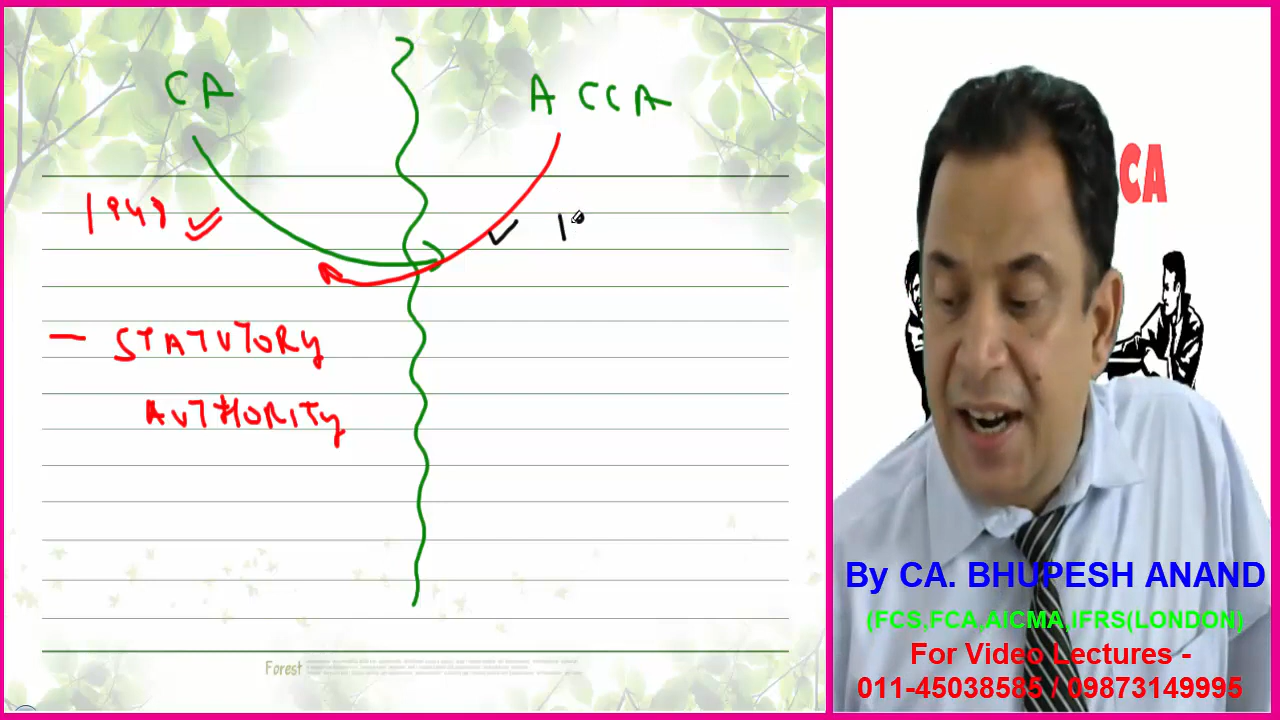 CA
ACCA
CA
1949
1
- STATUTORY
AUTHORITY
By CA. BHUPESH ANAND
(FCS,FCA,AICMA,IFRS(LONDON)
For Video Lectures -
011-45038585 / 09873149995
Forest